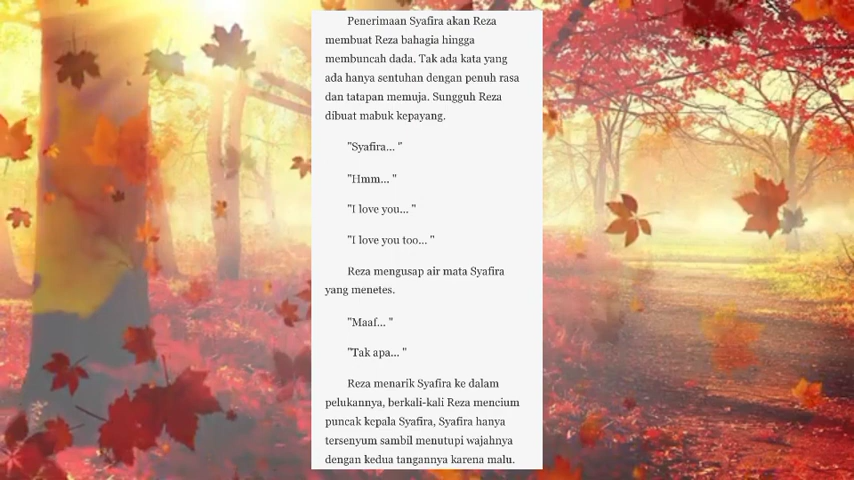 Penerimaan Syafira akan Reza
membuat Reza bahagia hingga
membuncah dada. Tak ada kata yang
ada hanya sentuhan dengan penuh rasa
dan tatapan memuja. Sungguh Reza
dibuat mabuk kepayang.
"Syafira... "
"Hmm... "
"I love you... "
"I love you too... "
Reza mengusap air mata Syafira
yang menetes.
"Maaf... "
"Tak apa... "
Reza menarik Syafira ke dalam
pelukannya, berkali-kali Reza mencium
puncak kepala Syafira, Syafira hanya
tersenyum sambil menutupi wajahnya
dengan kedua tangannya karena malu.